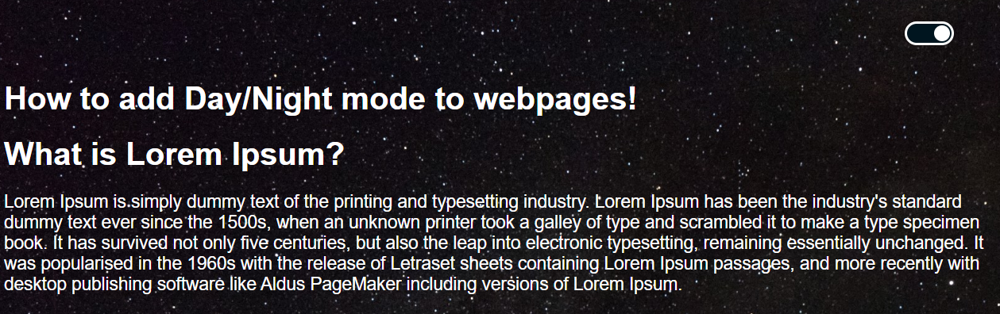 How to add Day/Night mode to webpages!
What is Lorem Ipsum?
Lorem Ipsum is simply dummy text of the printing and typesetting industry. Lorem Ipsum has been the industry's standard
dummy text ever since the 1500s, when an unknown printer took a galley of type and scrambled it to make a type specimen
book. It has survived not only five centuries, but also the leap into electronic typesetting, remaining essentially unchanged. It
was popularised in the 1960s with the release of Letraset sheets containing Lorem Ipsum passages, and more recently with
desktop publishing software like Aldus PageMaker including versions of Lorem Ipsum.